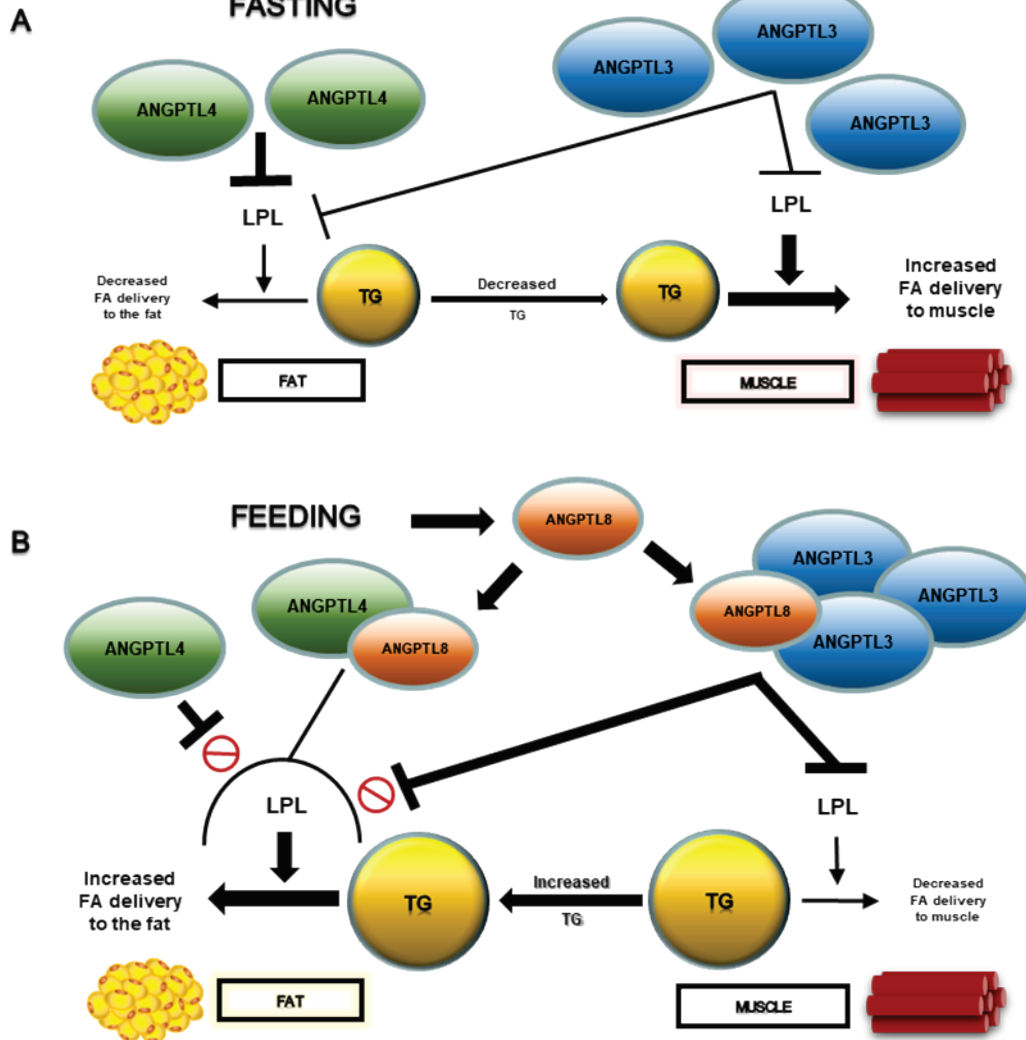 A
FASTING
ANGPTL4
ANGPTL4
ANGPTL3
ANGPTL3
ANGPTL3
LPL
LPL
Decreased
FA delivery
to the fat
TG
Decreased
TG
TG
Increased
FA delivery
to muscle
FAT
MUSCLE
B
FEEDING
ANGPTL8
ANGPTL4
ANGPTL4
ANGPTL8
ANGPTL8
ANGPTL3
ANGPTL3
ANGPTL3
LPL
LPL
Increased
FA delivery
to the fat
TG
Increased
TG
TG
Decreased
FA delivery
to muscle
FAT
MUSCLE